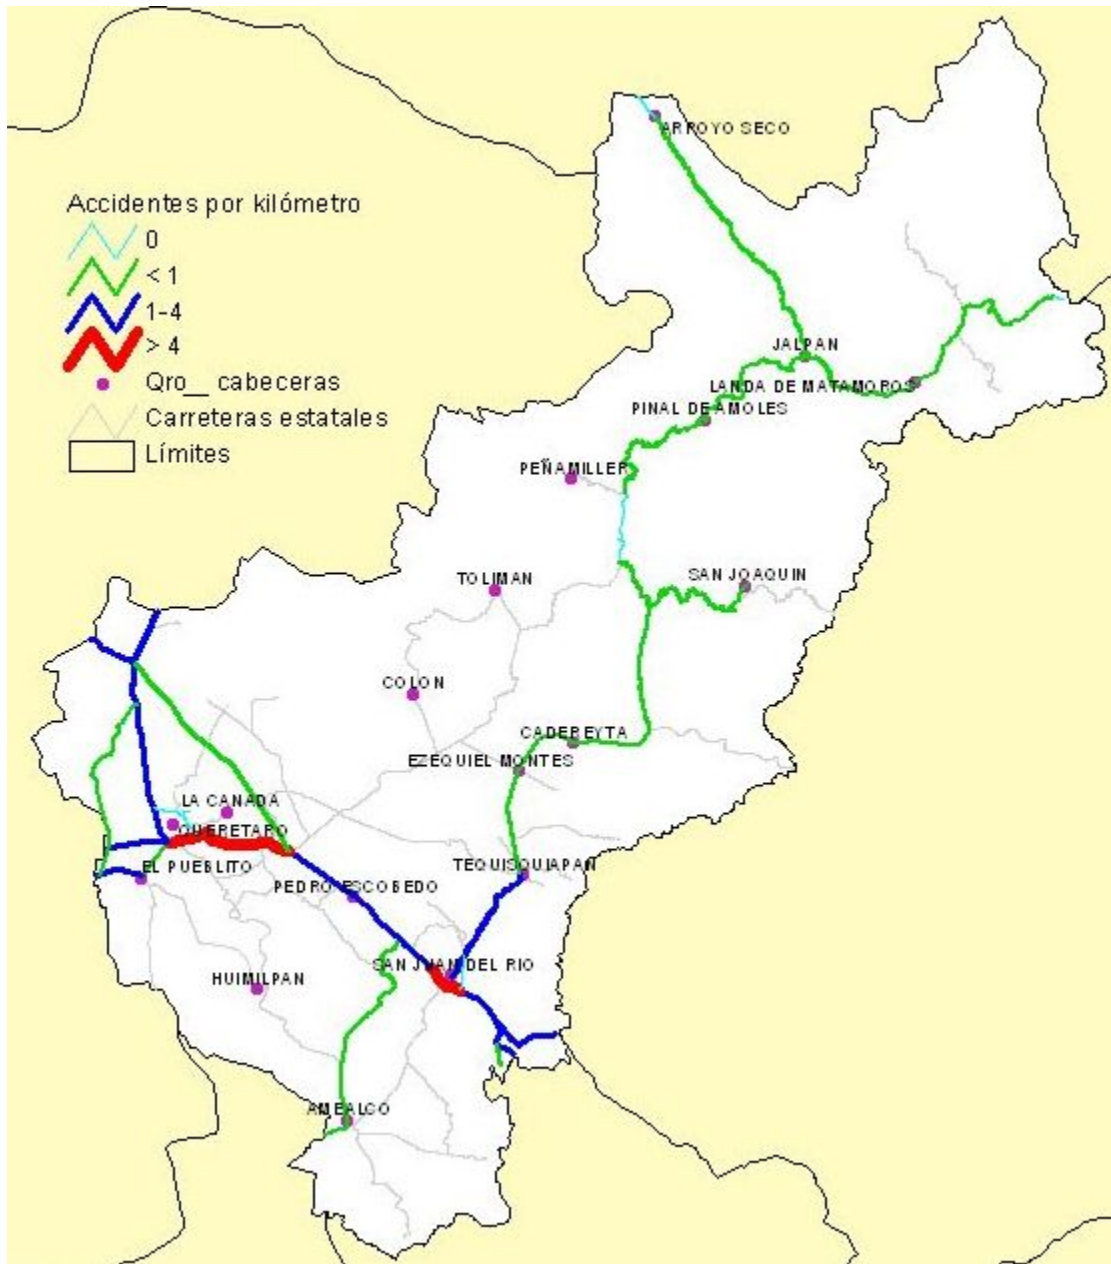 ARROYO SECO
Accidentes por kilómetro
0
< 1
1-4
> 4
Qro__ cabeceras
Carreteras estatales
Límites
JALPAN
LANDA DE MATAMOROS
PINAL DE AMOLES
PEÑAMILLER
TOLIMAN
SAN JOAQUIN
COLON
CADEREYTA
EZEQUIEL MONTES
LA CANADA
QUERETARO
EL PUEBLITO
TEQUISQUIAPAN
PEDRO ESCOBEDO
SAN JUAN DEL RIO
HUIMILPAN
AMEALCO